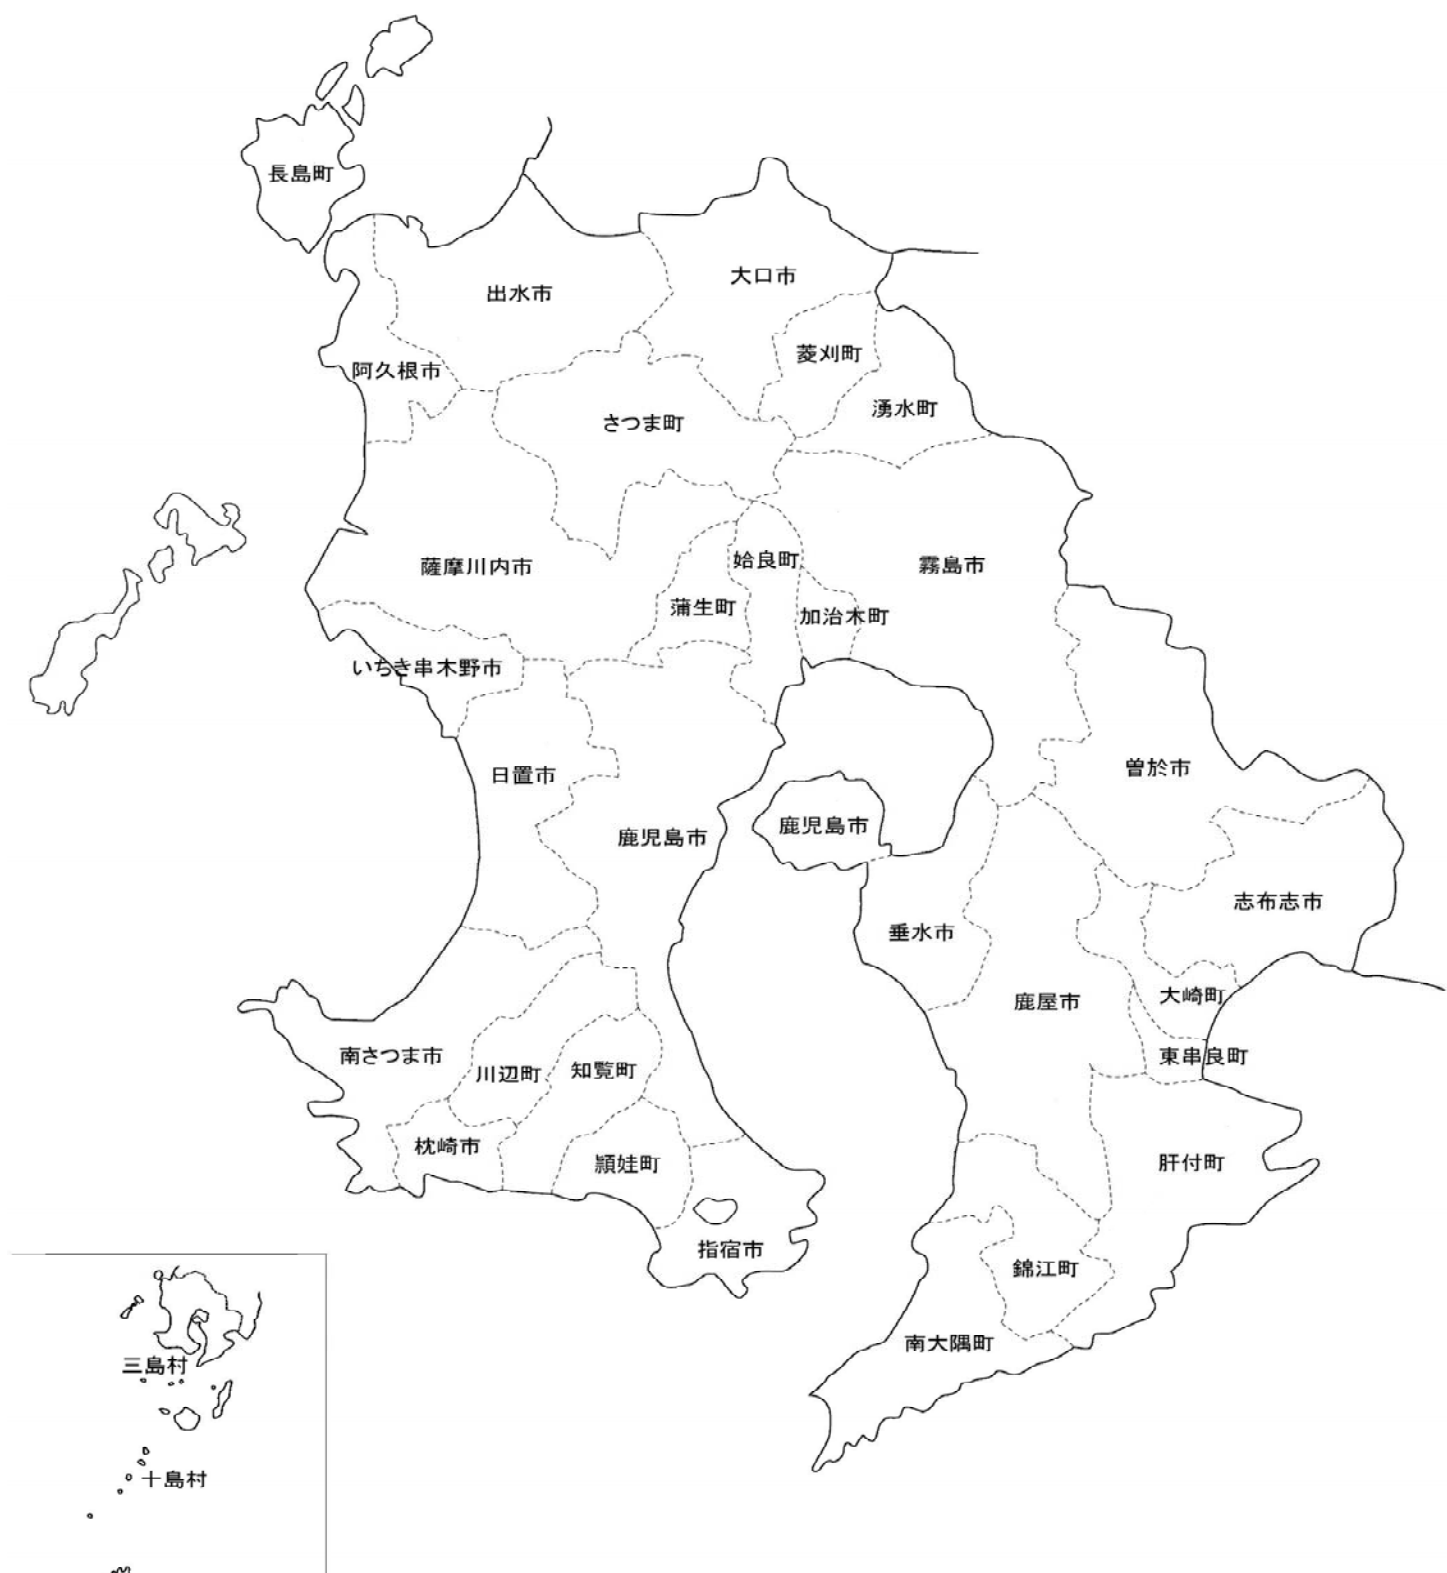 長島町
大口市
出水市
菱刈町
阿久根市
湧水町
さつま町
姶良町
霧島市
薩摩川内市
蒲生町
加治木町
いちき串木野市
曽於市
日置市
鹿児島市
鹿児島市
志布志市
垂水市
大崎町
鹿屋市
南さつま市
東串良町
知覧町
川辺町
枕崎市
頴娃町
肝付町
指宿市
錦江町
南大隅町
三島村
十島村